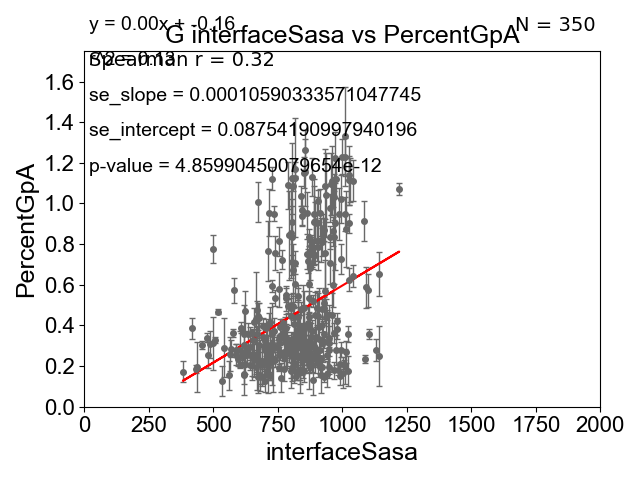 y = 0.00x + -0.16
N = 350
G interfaceSasa vs PercentGpA
Spearman r = 0.32
se_slope = 0.00010590333571047745
se_intercept = 0.08754190997940196
p-value = 4.85990450079654e-12
PercentGpA
1.6
1.4
1.2
1.0
0.8
0.6
0.4
0.2
0.0
0 250 500 750 1000 1250 1500 1750 2000
interfaceSasa